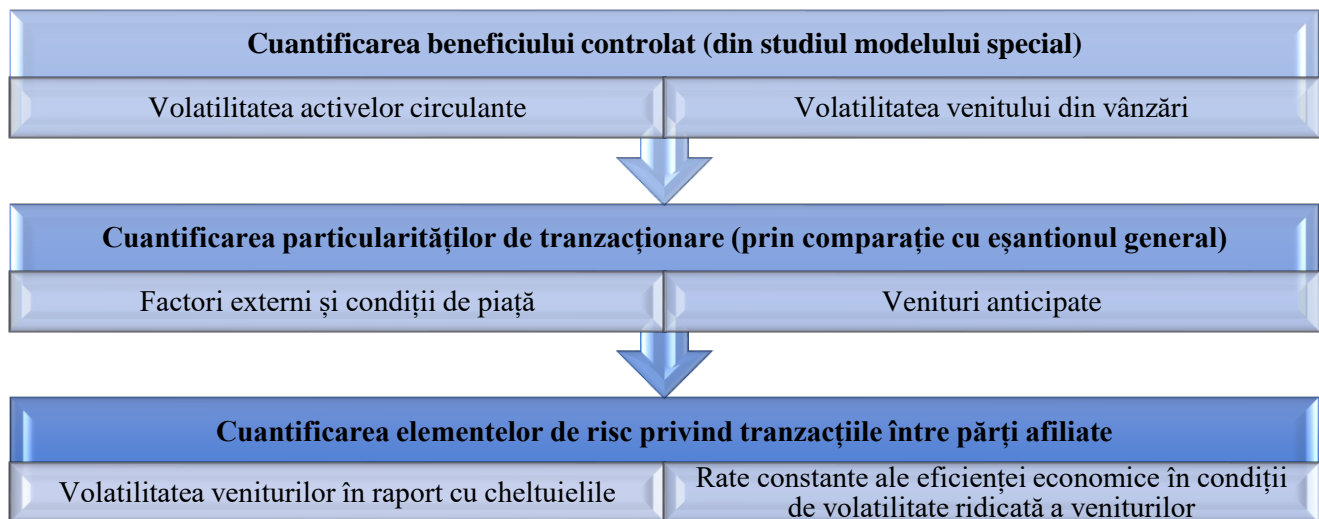 Cuantificarea beneficiului controlat (din studiul modelului special)
Volatilitatea activelor circulante
Volatilitatea venitului din vânzări
Cuantificarea particularităților de tranzacționare (prin comparație cu eșantionul general)
Factori externi și condiții de piață
Venituri anticipate
Cuantificarea elementelor de risc privind tranzacțiile între părți afiliate
Volatilitatea veniturilor în raport cu cheltuielile
Rate constante ale eficienței economice în condiții
de volatilitate ridicată a veniturilor